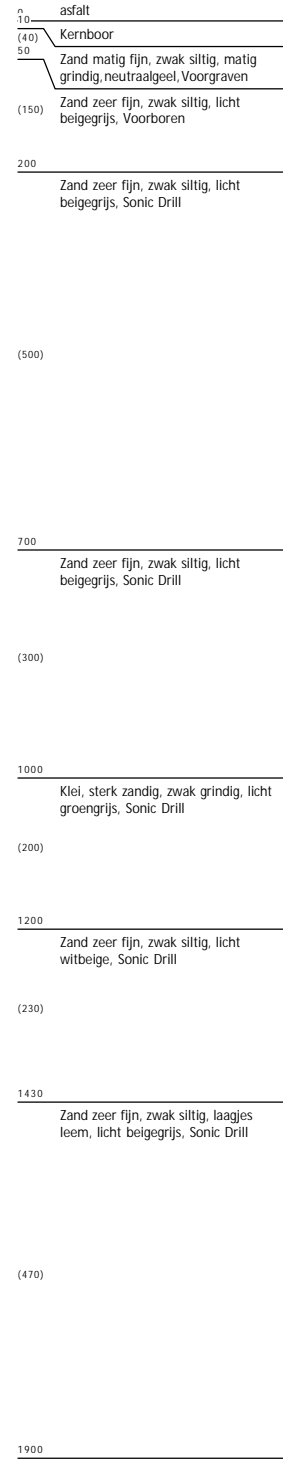 0 asfalt
10
(40) Kernboor
50
Zand matig fijn, zwak siltig, matig
grindig, neutraalgeel, Voorgraven
Zand zeer fijn, zwak siltig, licht
(150)
beigegrijs, Voorboren
200
Zand zeer fijn, zwak siltig, licht
beigegrijs, Sonic Drill
(500)
700
Zand zeer fijn, zwak siltig, licht
beigegrijs, Sonic Drill
(300)
1000
Klei, sterk zandig, zwak grindig, licht
groengrijs, Sonic Drill
(200)
1200
Zand zeer fijn, zwak siltig, licht
witbeige, Sonic Drill
(230)
1430
Zand zeer fijn, zwak siltig, laagjes
leem, licht beigegrijs, Sonic Drill
(470)
1900